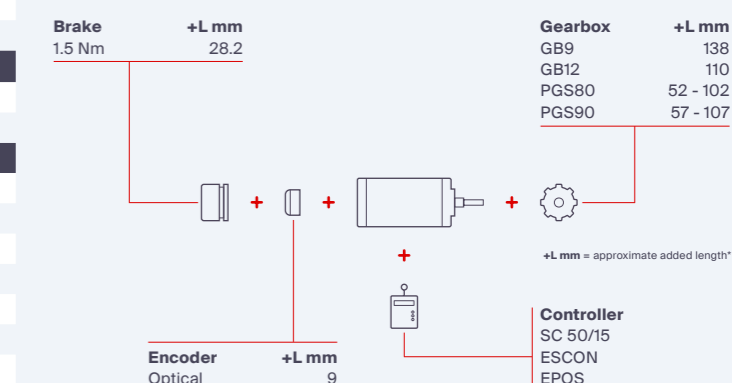 Brake +L mm
1.5 Nm 28.2
Gearbox +L mm
GB9 138
GB12 110
PGS80 52 - 102
PGS90 57 - 107
+ + +
+L mm = approximate added length*
+
Controller
SC 50/15
ESCON
EPOS
Encoder +L mm
Optical 9